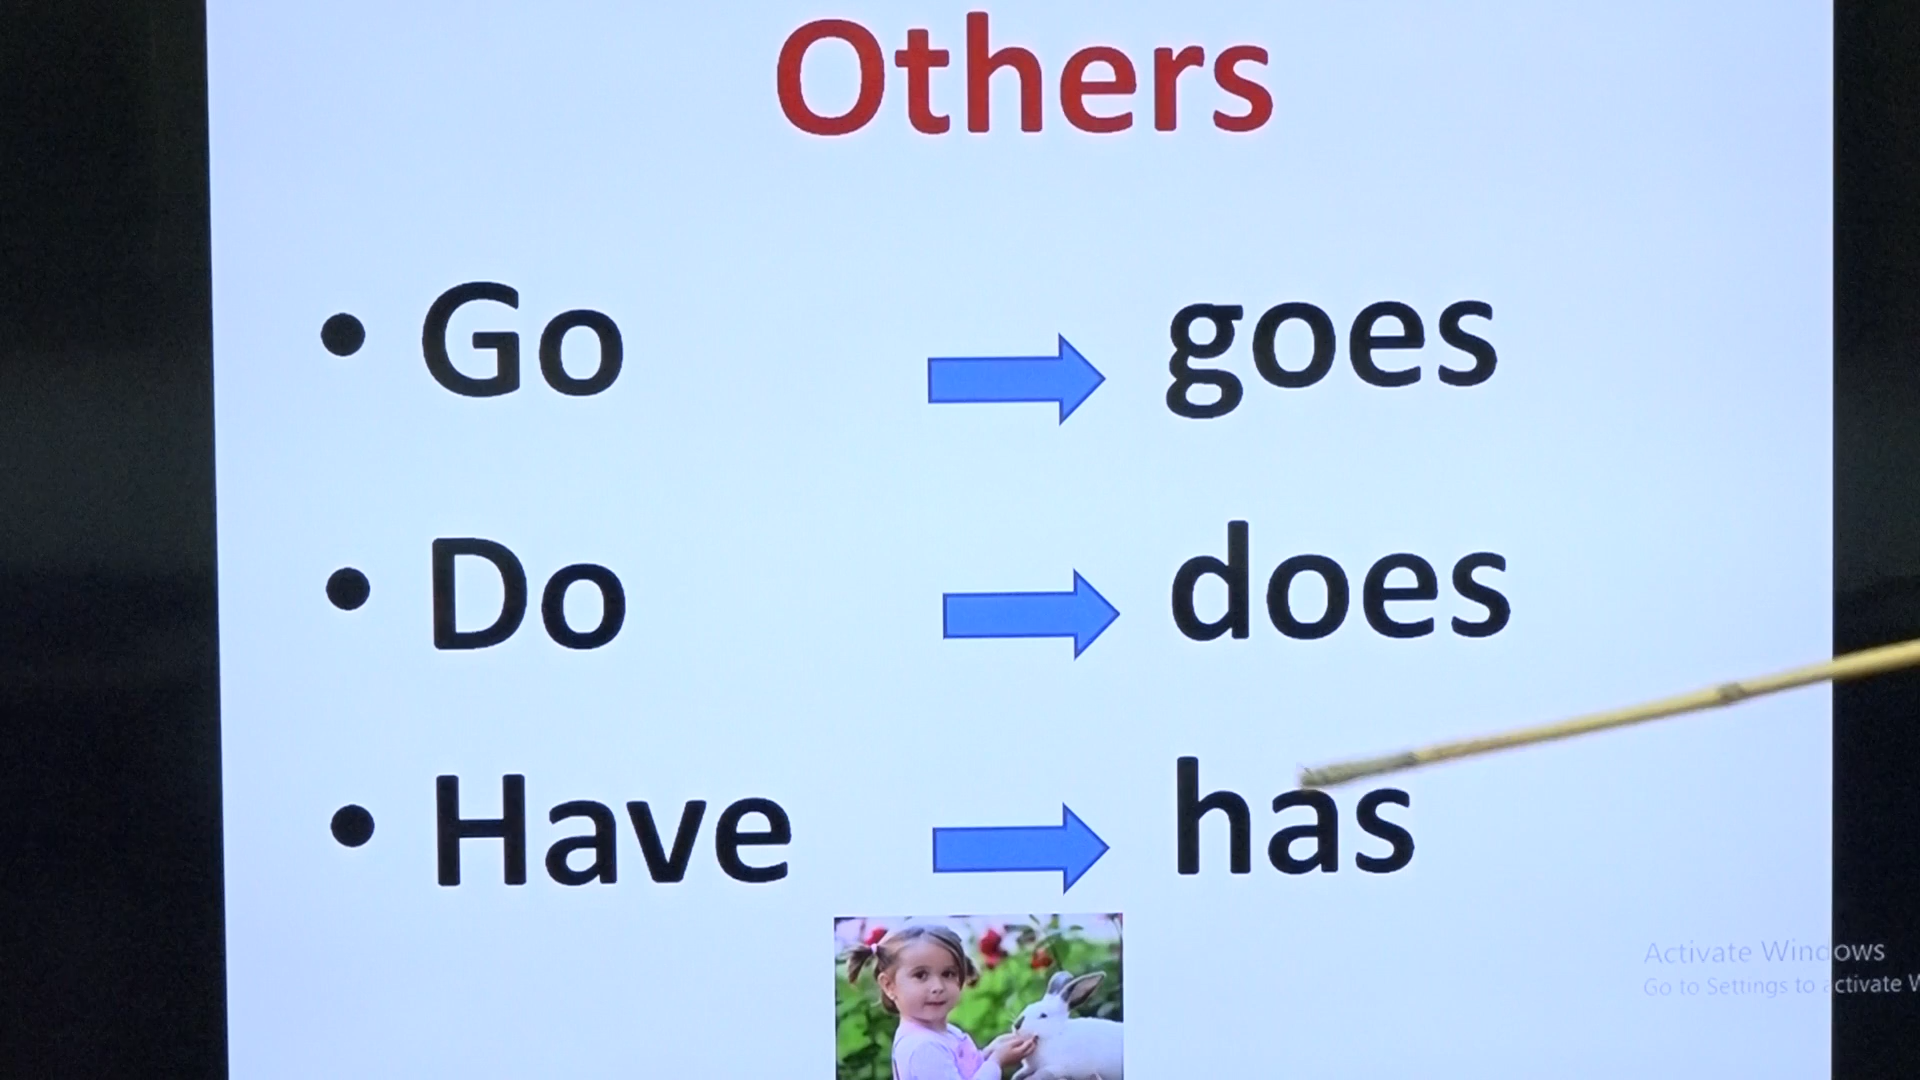 Others
• Go goes
• Do does
• Have has
Activate Windows
Go to Settings to activate W